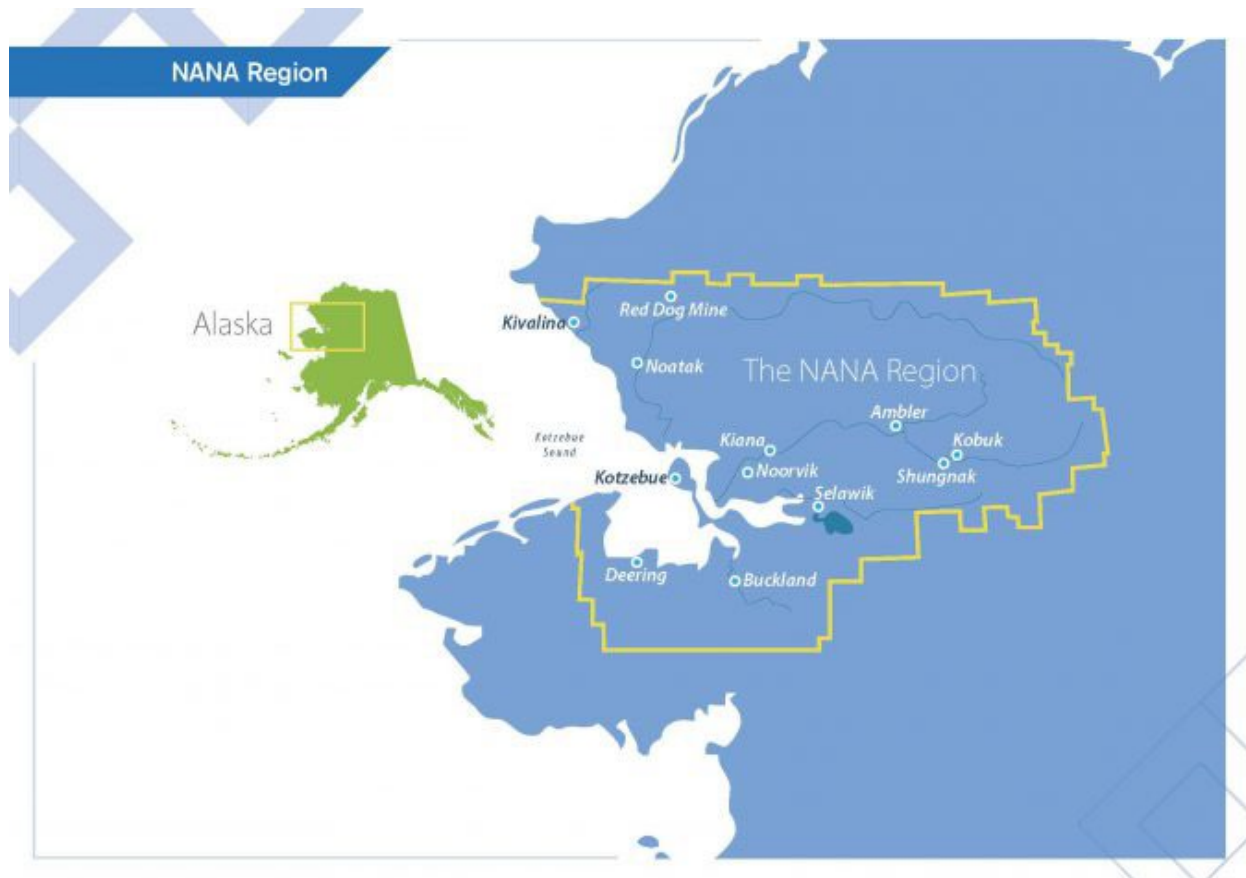 NANA Region
Alaska
Kivalina
Red Dog Mine
Noatak
The NANA Region
Ambler
Kotzebue
Sound
Kiana
Kobuk
Noorvik
Shungnak
Kotzebue
Selawik
Deering
Buckland